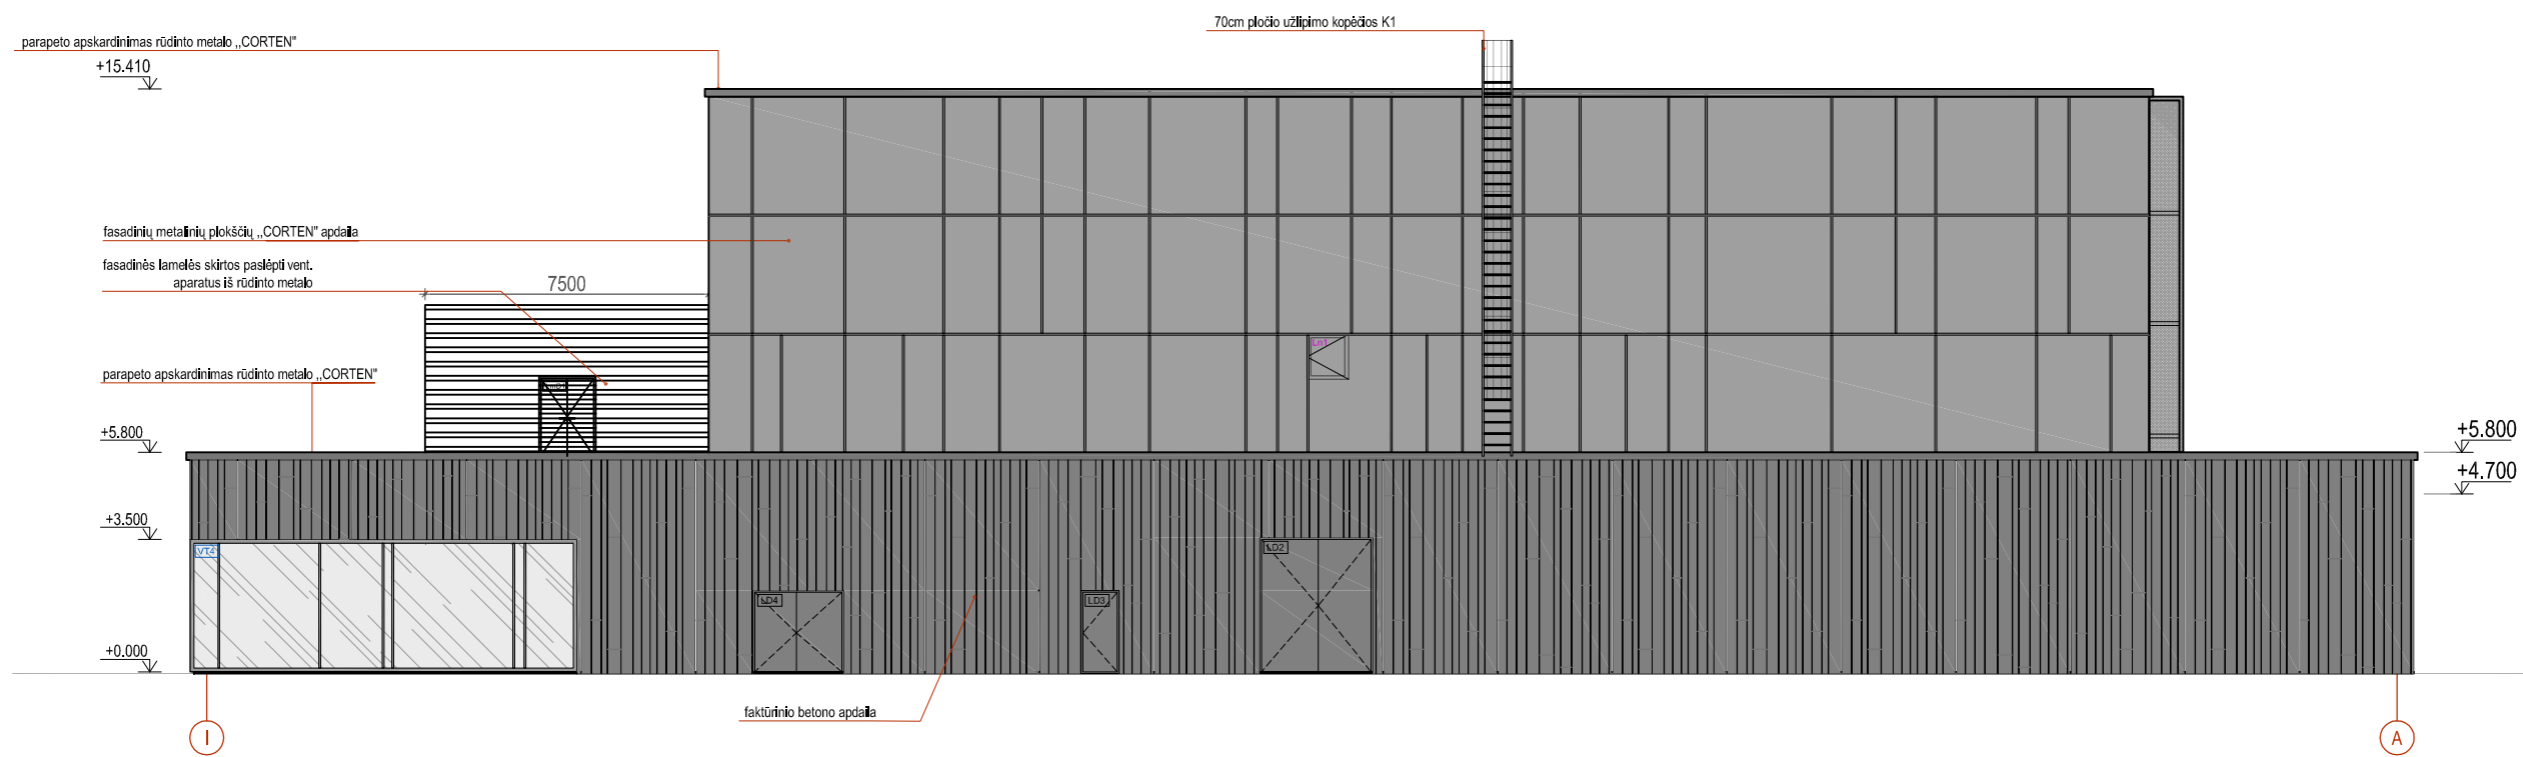 70cm pločio užlipimo kopėčios K1
parapeto apskardinimas rūdinto metalo ,,CORTEN"
+15.410
fasadinių metalinių plokščių ,,CORTEN" apdaila
fasadinės lamelės skirtos paslėpti vent.
aparatus iš rūdinto metalo
7500
Ln1
parapeto apskardinimas rūdinto metalo ,,CORTEN"
+5.800
+5.800
+4.700
+3.500
VT4
LD2
LD4
LD3
+0.000
faktūrinio betono apdaila
I
A